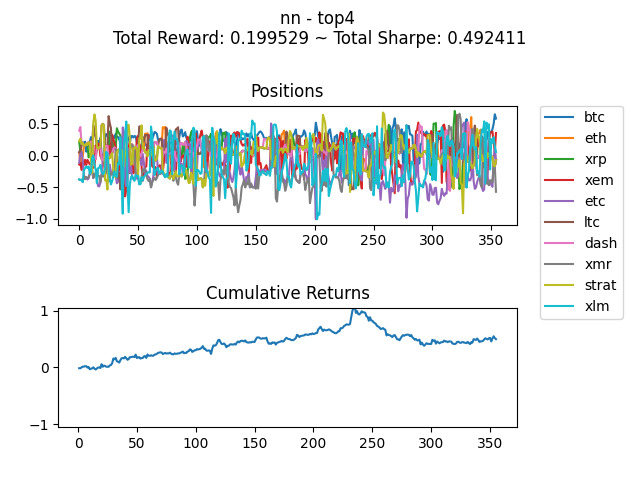 nn - top4
Total Reward: 0.199529 ~ Total Sharpe: 0.492411
Positions
0.5
0.0
−0.5
−1.0
0 50 100 150 200 250 300 350
btc
eth
xrp
xem
etc
ltc
dash
xmr
strat
xlm
Cumulative Returns
1
0
−1
0 50 100 150 200 250 300 350